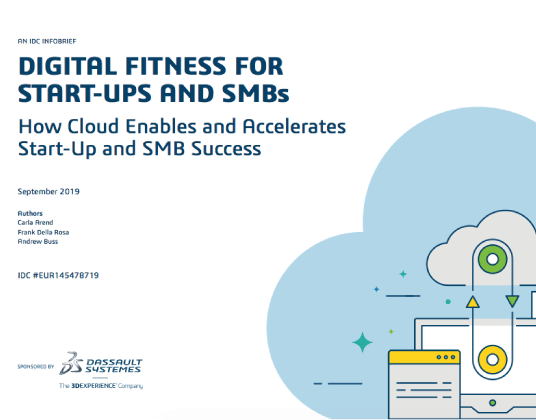 AN IDC INFOBRIEF
DIGITAL FITNESS FOR
START-UPS AND SMBs
How Cloud Enables and Accelerates
Start-Up and SMB Success
September 2019
Authors
Carla Arend
Frank Della Rosa
Andrew Buss
IDC #EUR145478719
SPONSORED BY
DASSAULT
SYSTEMES
The 3DEXPERIENCE Company